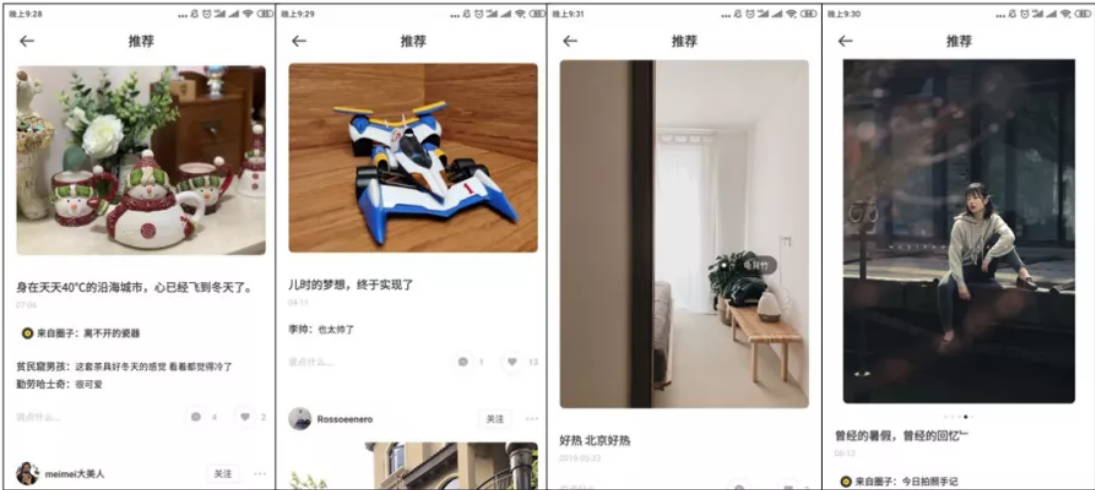 晚上9:28
推荐
身在天天40℃的沿海城市，心已经飞到冬天了。
07-06
来自圈子：离不开的瓷器
贫民窟男孩：这套茶具好冬天的感觉 看着都觉得冷了
勤劳哈士奇：很可爱
说点什么...
4
2
meimei大美人
关注
晚上9:29
推荐
儿时的梦想，终于实现了
04-11
李帅：也太帅了
说点什么...
1
13
Rossoeenero
关注
晚上9:31
推荐
龟背竹
好热 北京好热
2019-05-23
晚上9:30
推荐
曾经的暑假，曾经的回忆~
08-12
来自圈子：今日拍照手记